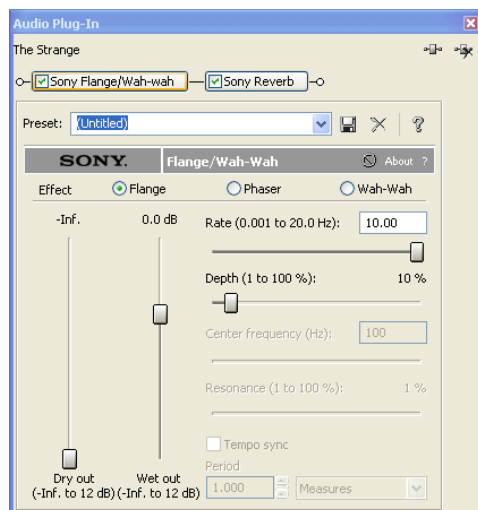 Audio Plug-In
The Strange
Sony Flange/Wah-wah Sony Reverb
Preset: (Untitled) ?
SONY. Flange/Wah-Wah About ?
Effect Flange Phaser Wah-Wah
-Inf. 0.0 dB Rate (0.001 to 20.0 Hz): 10.00
Depth (1 to 100 %): 10 %
Center frequency (Hz): 100
Resonance (1 to 100 %): 1 %
Tempo sync
Dry out Wet out Period
(-Inf. to 12 dB) (-Inf. to 12 dB) 1.000 Measures